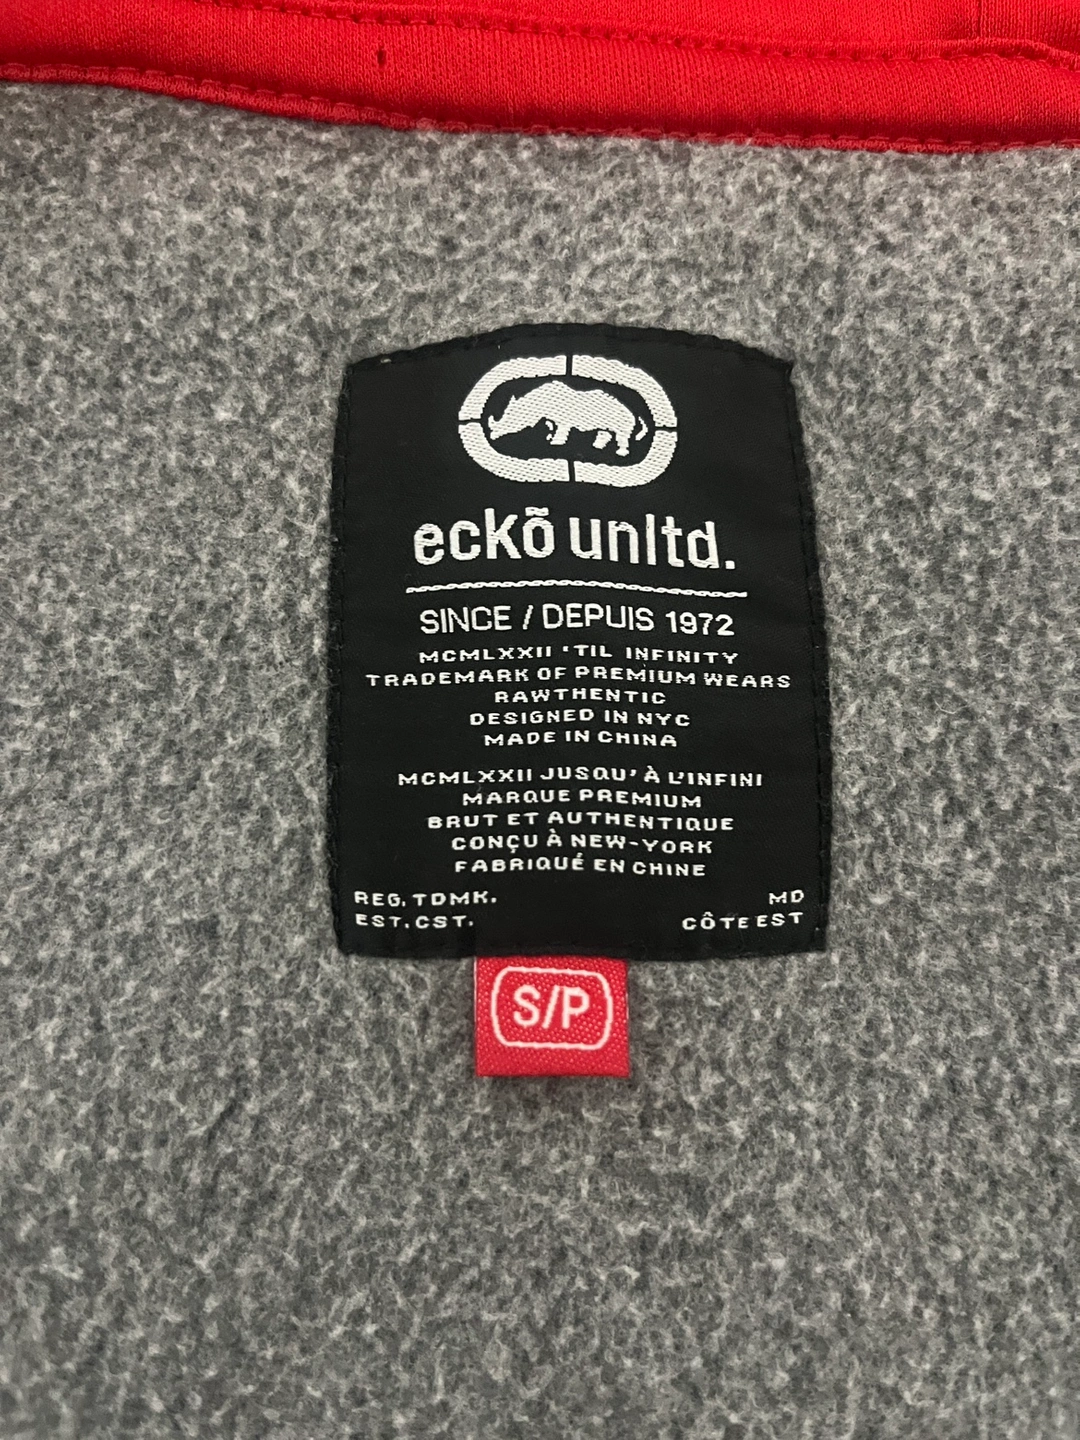 eckō unltd.
SINCE / DEPUIS 1972
MCMLXXII 'TIL INFINITY
TRADEMARK OF PREMIUM WEARS
RAWTHENTIC
DESIGNED IN NYC
MADE IN CHINA
MCMLXXII JUSQU' À L'INFINI
MARQUE PREMIUM
BRUT ET AUTHENTIQUE
CONÇU À NEW-YORK
FABRIQUÉ EN CHINE
REG. TDMK. MD
EST. CST. CÔTE EST
S/P